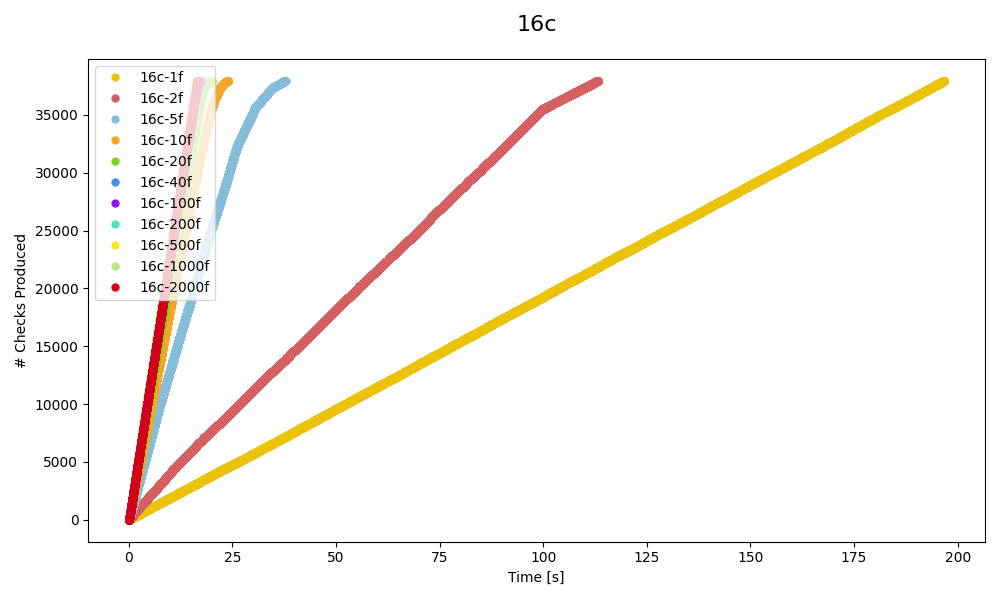 16c
16c-1f
16c-2f
16c-5f
16c-10f
16c-20f
16c-40f
16c-100f
16c-200f
16c-500f
16c-1000f
16c-2000f
# Checks Produced
35000
30000
25000
20000
15000
10000
5000
0
0 25 50 75 100 125 150 175 200
Time [s]